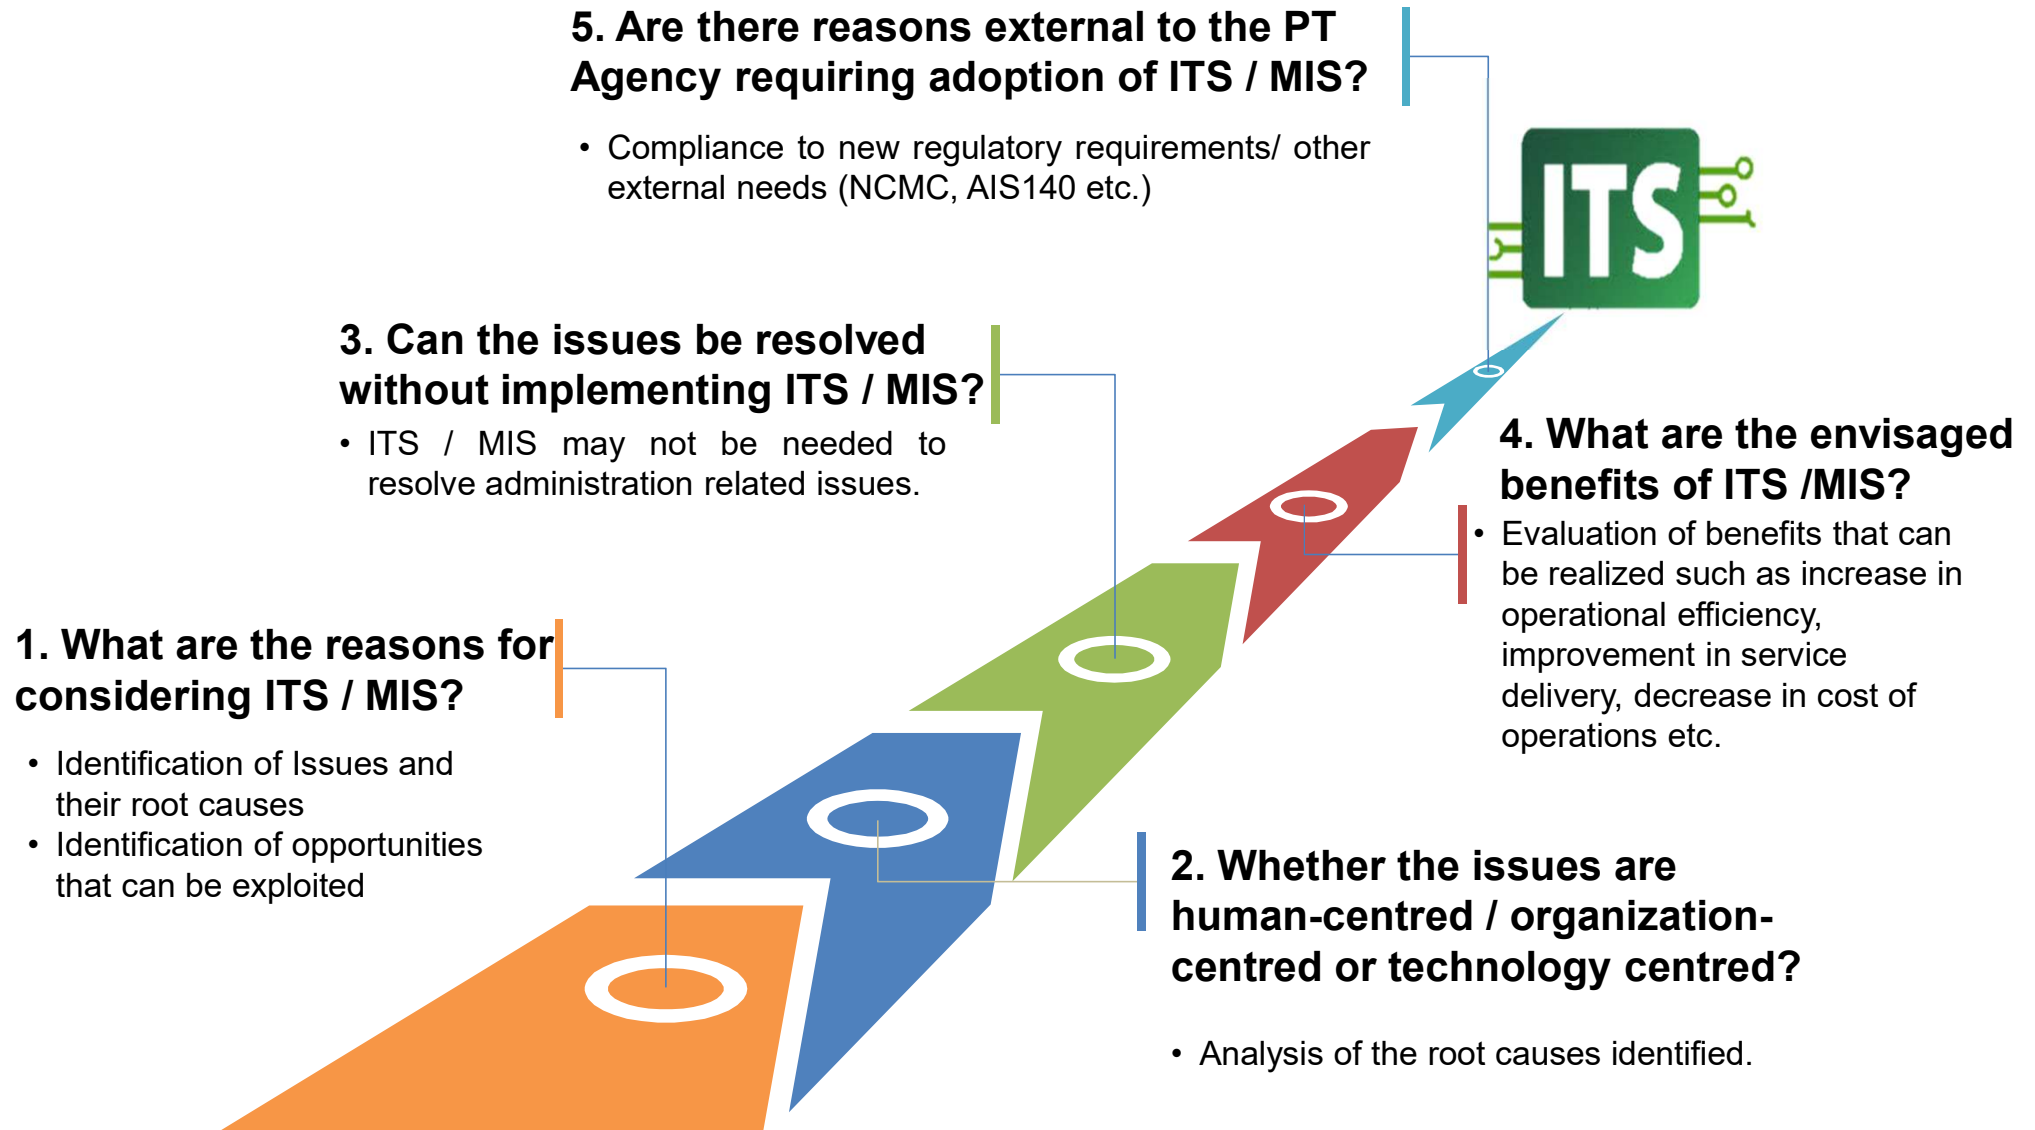 5. Are there reasons external to the PT
Agency requiring adoption of ITS / MIS?
• Compliance to new regulatory requirements/ other
external needs (NCMC, AIS140 etc.)
ITS
3. Can the issues be resolved
without implementing ITS / MIS?
• ITS / MIS may not be needed to
resolve administration related issues.
4. What are the envisaged
benefits of ITS /MIS?
• Evaluation of benefits that can
be realized such as increase in
operational efficiency,
improvement in service
delivery, decrease in cost of
operations etc.
1. What are the reasons for
considering ITS / MIS?
• Identification of Issues and
their root causes
• Identification of opportunities
that can be exploited
2. Whether the issues are
human-centred / organization-
centred or technology centred?
• Analysis of the root causes identified.